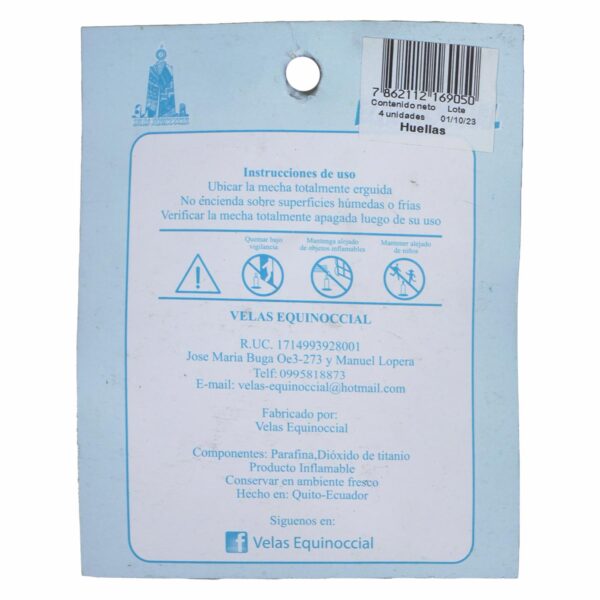 7 862112 169050
Contenido neto Lote
4 unidades 01/10/23
Huellas
Instrucciones de uso
Ubicar la mecha totalmente erguida
No éncienda sobre superficies húmedas o frías
Verificar la mecha totalmente apagada luego de su uso
Quemar bajo
vigilancia
Mantenga alejado
de objetos inflamables
Mantener alejado
de niños
VELAS EQUINOCCIAL
R.UC. 1714993928001
Jose Maria Buga Oe3-273 y Manuel Lopera
Telf: 0995818873
E-mail: velas-equinoccial@hotmail.com
Fabricado por:
Velas Equinoccial
Componentes: Parafina,Dióxido de titanio
Producto Inflamable
Conservar en ambiente fresco
Hecho en: Quito-Ecuador
Siguenos en:
f Velas Equinoccial